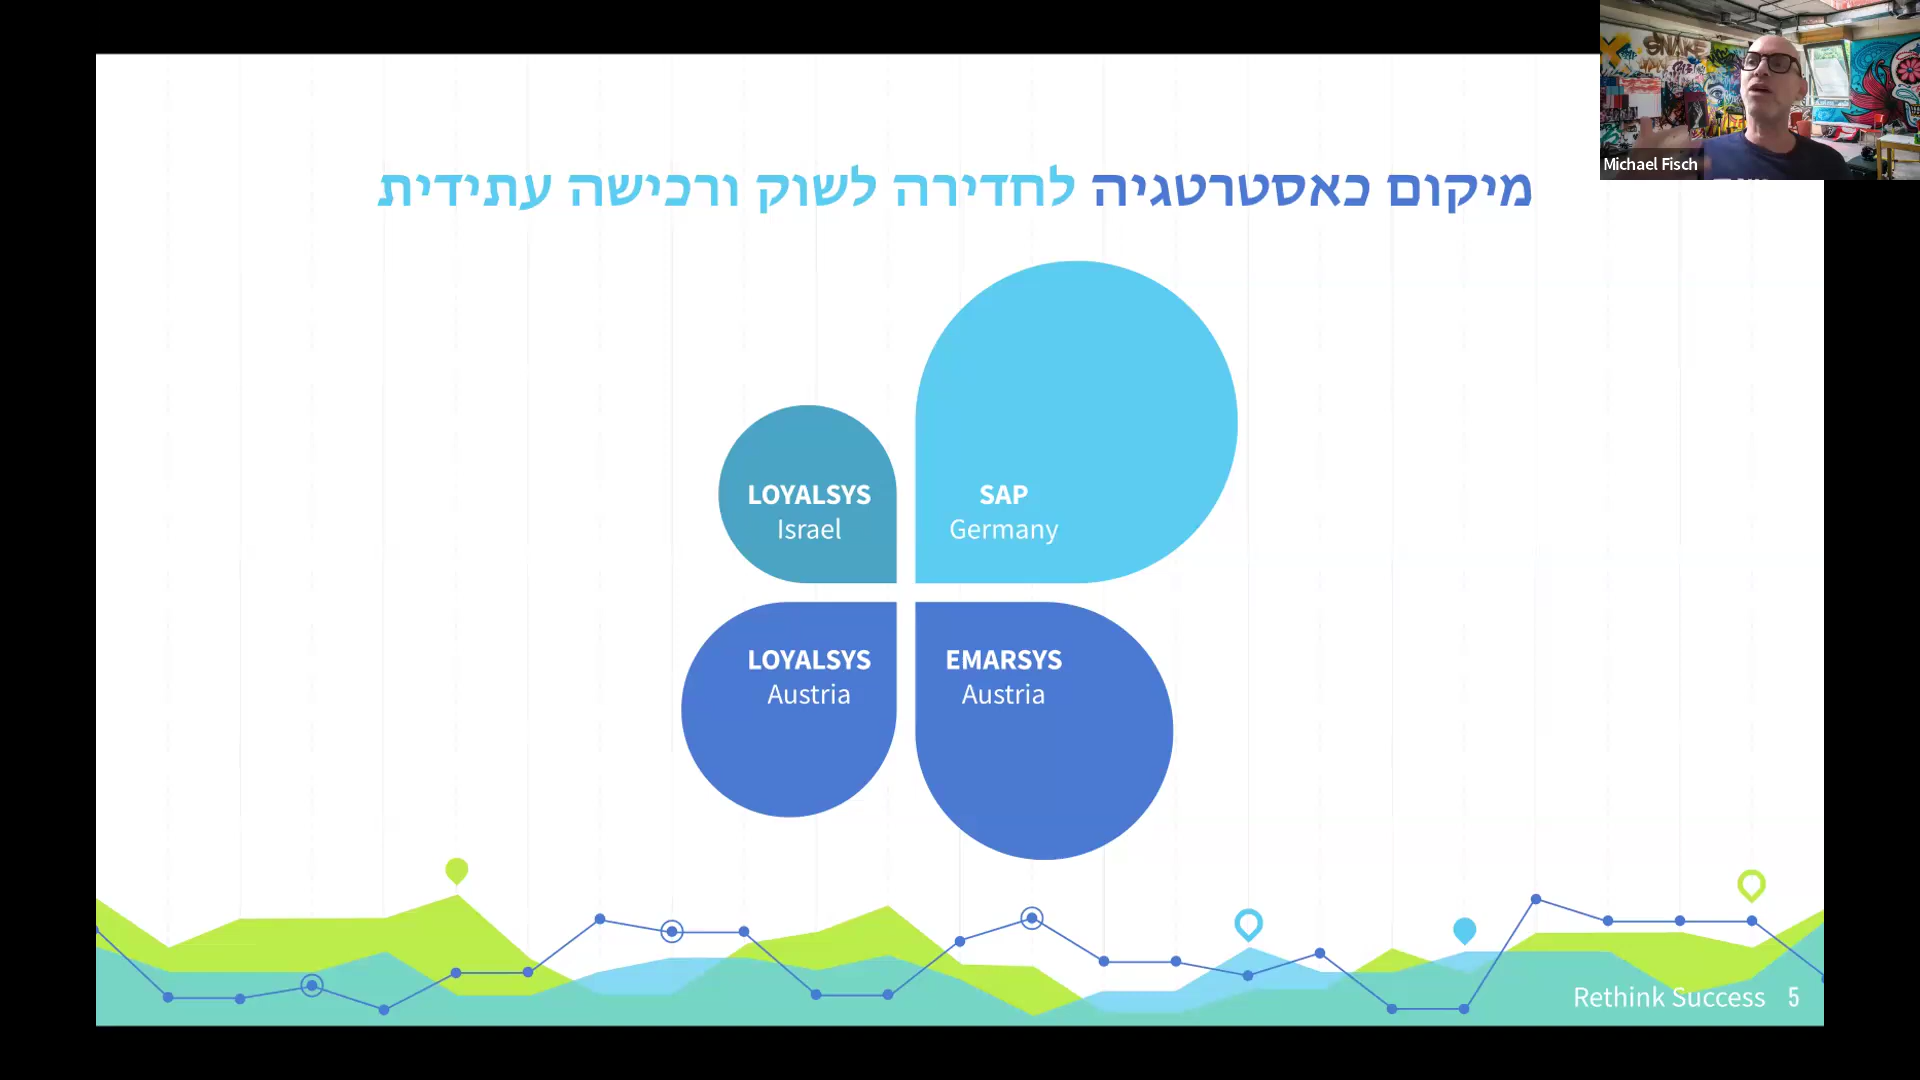 מיקום כאסטרטגיה לחדירה לשוק ורכישה עתידית
LOYALSYS
Israel
SAP
Germany
LOYALSYS
Austria
EMARSYS
Austria
Rethink Success 5
SNAKE
Michael Fisch